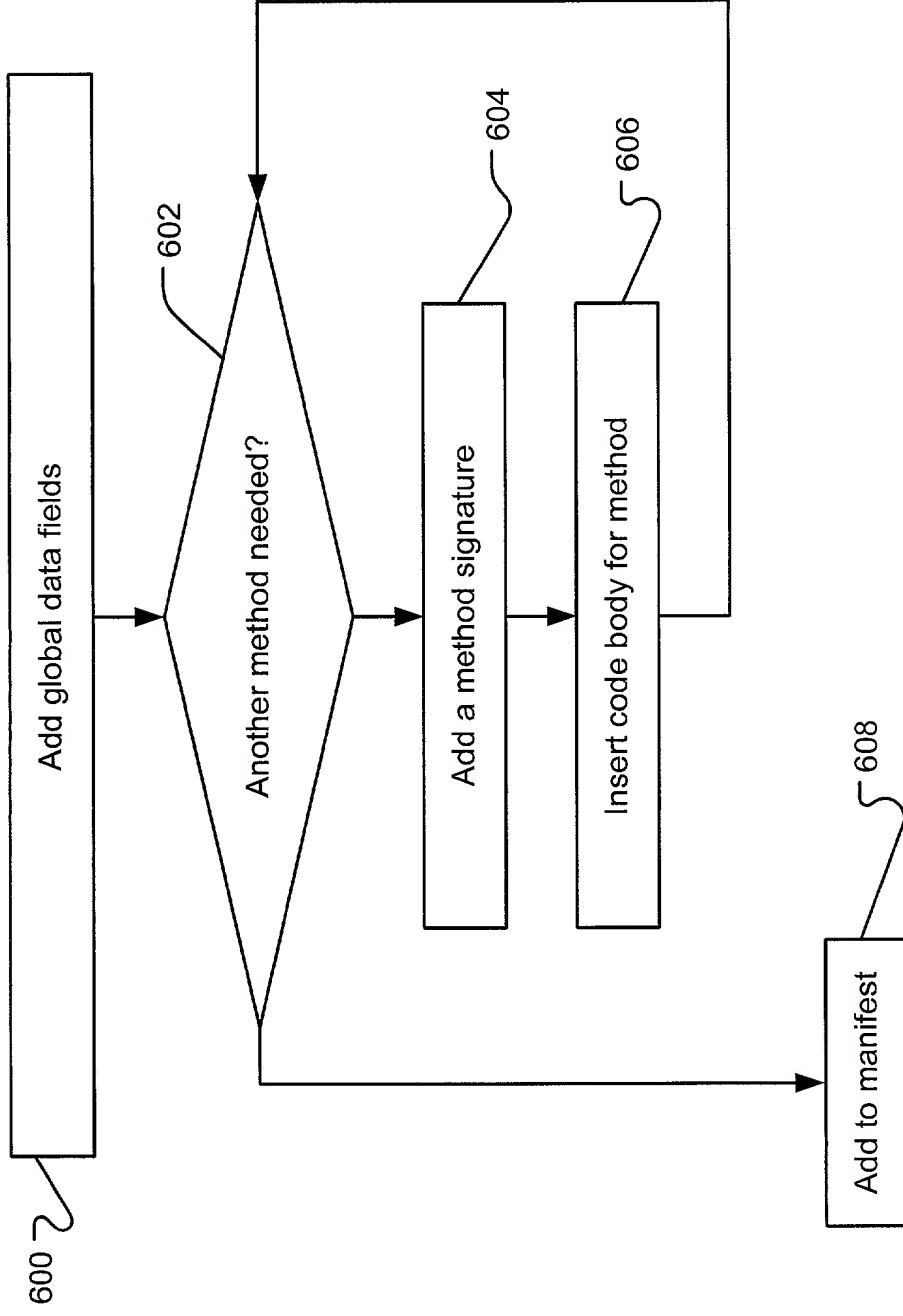 600
Add global data fields
602
Another method needed?
604
Add a method signature
606
Insert code body for method
608
Add to manifest